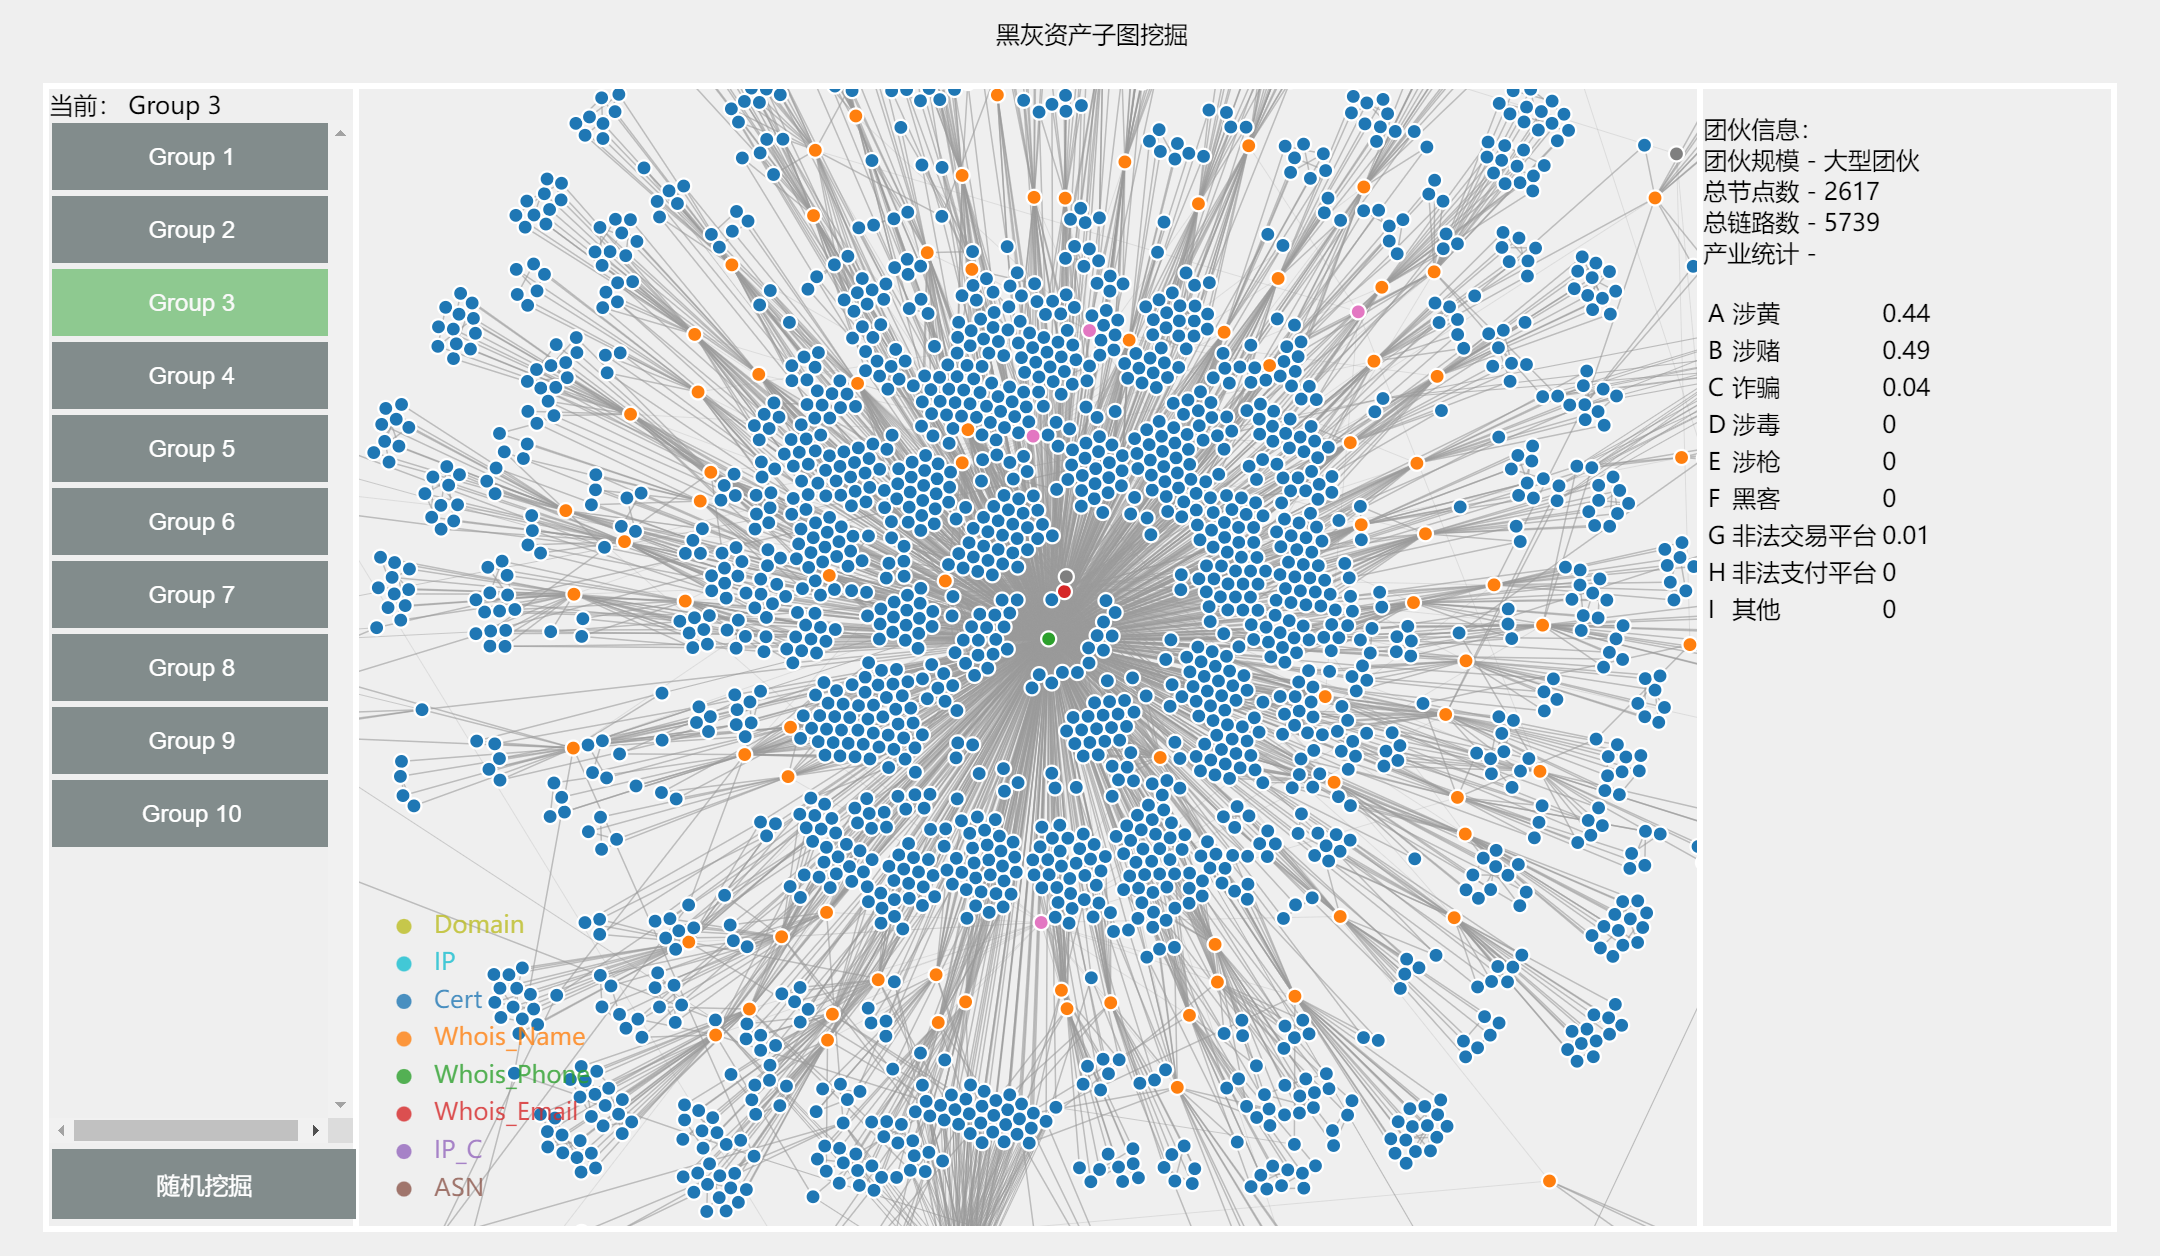 黑灰资产子图挖掘
当前： Group 3
Group 1
Group 2
Group 3
Group 4
Group 5
Group 6
Group 7
Group 8
Group 9
Group 10
随机挖掘
Domain
IP
Cert
Whois_Name
Whois_Phone
Whois_Email
IP_C
ASN
团伙信息：
团伙规模 - 大型团伙
总节点数 - 2617
总链路数 - 5739
产业统计 -
A 涉黄 0.44
B 涉赌 0.49
C 诈骗 0.04
D 涉毒 0
E 涉枪 0
F 黑客 0
G 非法交易平台 0.01
H 非法支付平台 0
I 其他 0